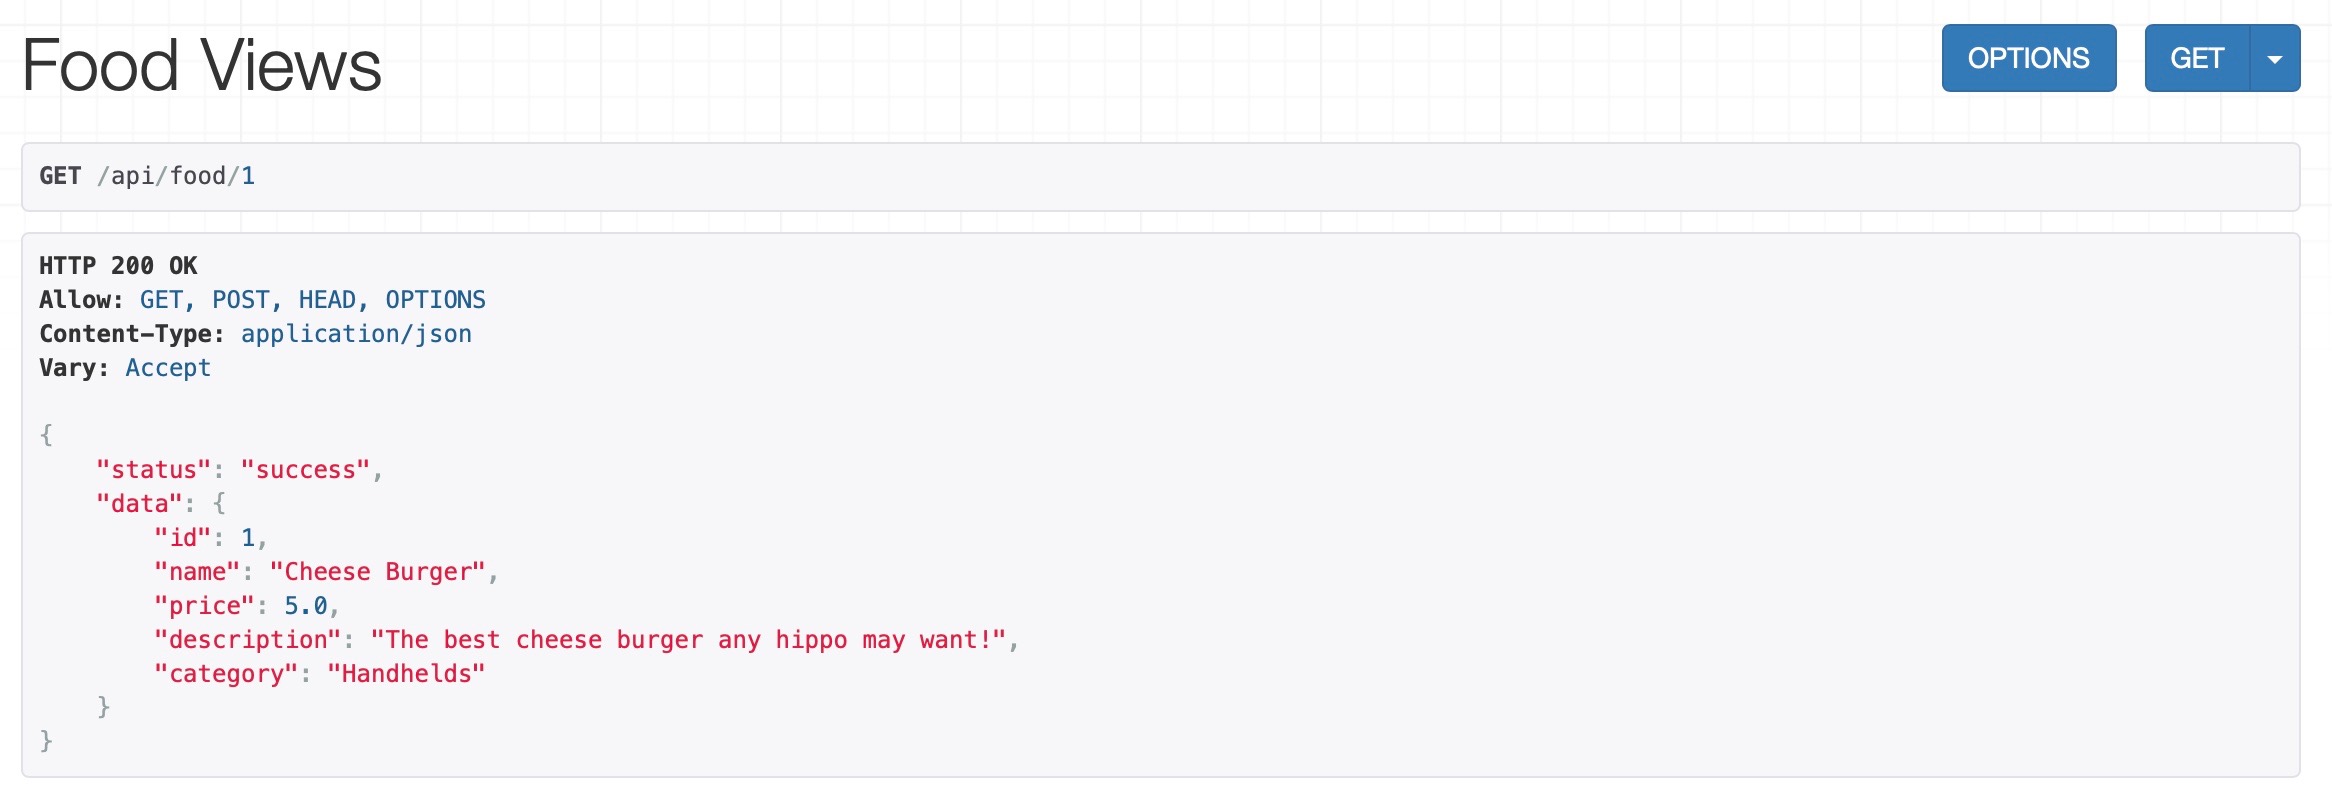 Food Views
OPTIONS
GET
GET /api/food/1
HTTP 200 OK
Allow: GET, POST, HEAD, OPTIONS
Content-Type: application/json
Vary: Accept
{
    "status": "success",
    "data": {
        "id": 1,
        "name": "Cheese Burger",
        "price": 5.0,
        "description": "The best cheese burger any hippo may want!",
        "category": "Handhelds"
    }
}